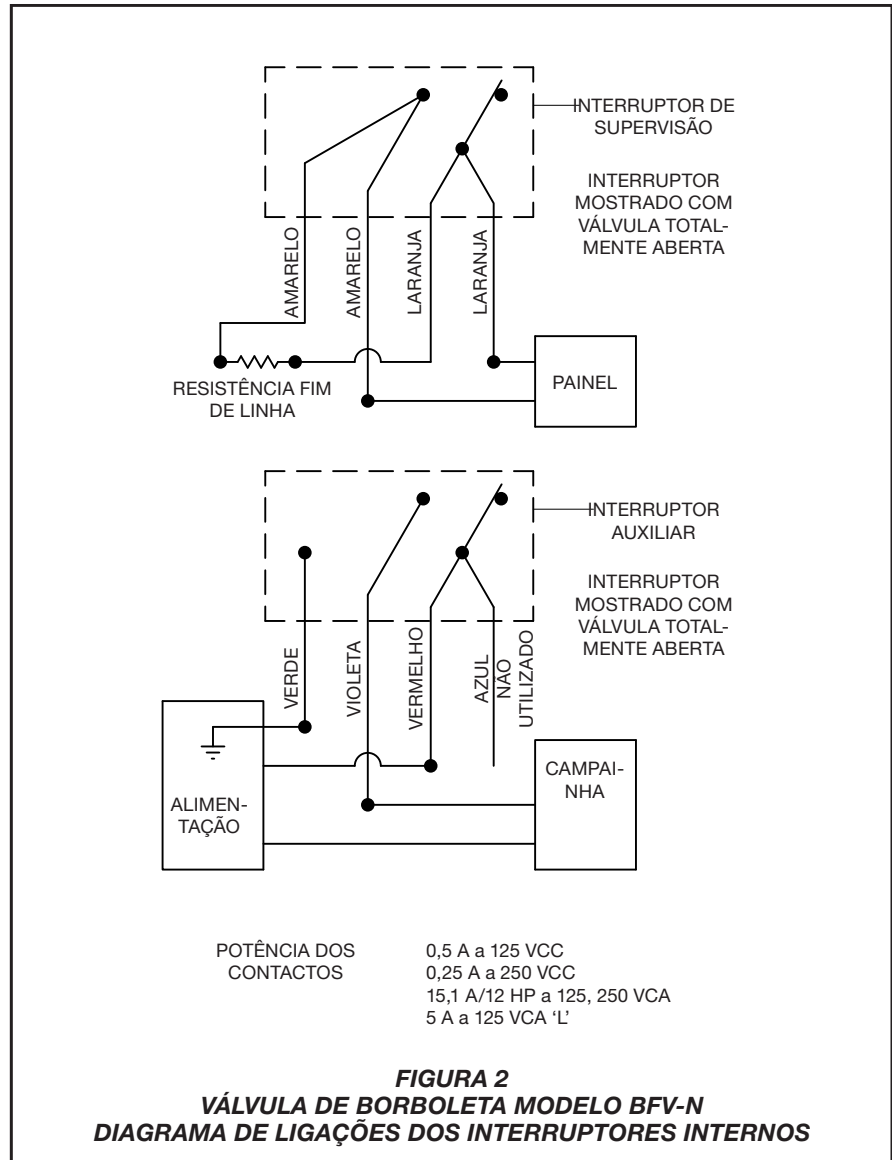 INTERRUPTOR DE
SUPERVISÃO
INTERRUPTOR
MOSTRADO COM
VÁLVULA TOTAL-
MENTE ABERTA
AMARELO
AMARELO
LARANJA
LARANJA
RESISTÊNCIA FIM
DE LINHA
PAINEL
INTERRUPTOR
AUXILIAR
INTERRUPTOR
MOSTRADO COM
VÁLVULA TOTAL-
MENTE ABERTA
VERDE
VIOLETA
VERMELHO
AZUL
NÃO
UTILIZADO
ALIMEN-
TAÇÃO
CAMPAI-
NHA
POTÊNCIA DOS
CONTACTOS
0,5 A a 125 VCC
0,25 A a 250 VCC
15,1 A/12 HP a 125, 250 VCA
5 A a 125 VCA ‘L’
FIGURA 2
VÁLVULA DE BORBOLETA MODELO BFV-N
DIAGRAMA DE LIGAÇÕES DOS INTERRUPTORES INTERNOS